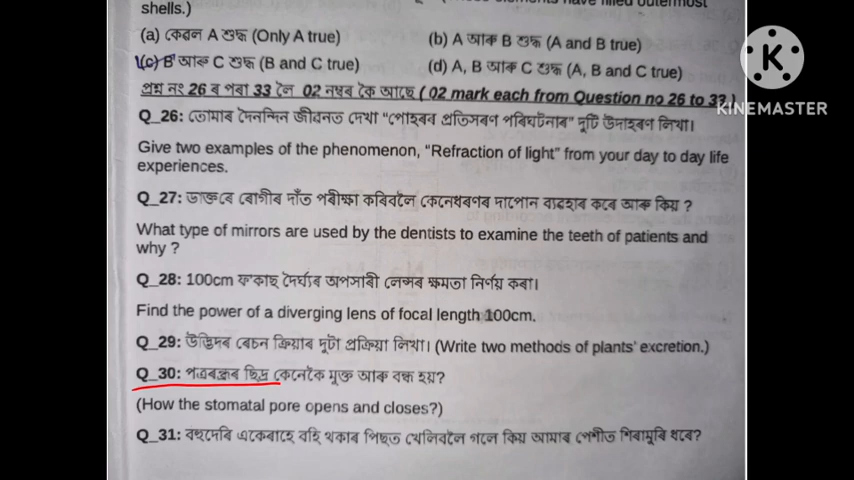 shells.)
(a) কেৱল A শুদ্ধ (Only A true)
(b) A আৰু B শুদ্ধ (A and B true)
(c) B আৰু C শুদ্ধ (B and C true)
(d) A, B আৰু C শুদ্ধ (A, B and C true)
প্ৰশ্ন নং 26 ৰ পৰা 33 লৈ 02 নম্বৰ কৈ আছে ( 02 mark each from Question no 26 to 33 )
KINEMASTER
Q_26: তোমাৰ দৈনন্দিন জীৱনত দেখা “পোহৰৰ প্ৰতিসৰণ পৰিঘটনাৰ” দুটি উদাহৰণ লিখা।
Give two examples of the phenomenon, “Refraction of light” from your day to day life
experiences.
Q_27: ডাক্তৰে ৰোগীৰ দাঁত পৰীক্ষা কৰিবলৈ কেনেধৰণৰ দাপোন ব্যৱহাৰ কৰে আৰু কিয় ?
What type of mirrors are used by the dentists to examine the teeth of patients and
why ?
Q_28: 100cm ফ'কাছ দৈৰ্ঘ্যৰ অপসাৰী লেন্সৰ ক্ষমতা নিৰ্ণয় কৰা।
Find the power of a diverging lens of focal length 100cm.
Q_29: উদ্ভিদৰ ৰেচন ক্ৰিয়াৰ দুটা প্ৰক্ৰিয়া লিখা। (Write two methods of plants' excretion.)
Q_30: পত্ৰৰন্ধ্ৰৰ ছিদ্ৰ কেনেকৈ মুক্ত আৰু বন্ধ হয়?
(How the stomatal pore opens and closes?)
Q_31: বহুদেৰি একেৰাহে বহি থকাৰ পিছত খেলিবলৈ গলে কিয় আমাৰ পেশীত শিৰামুৰি ধৰে?